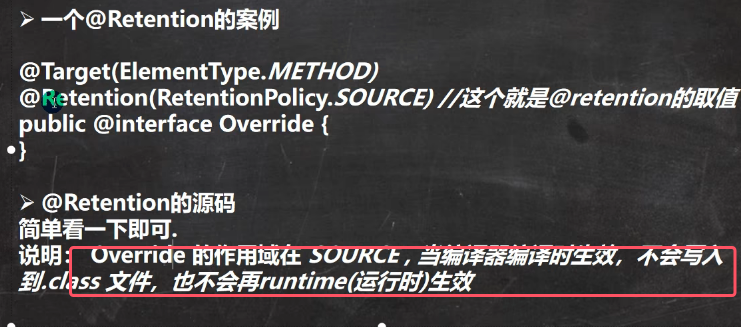 ➢ 一个@Retention的案例
@Target(ElementType.METHOD)
@Retention(RetentionPolicy.SOURCE) //这个就是@retention的取值
public @interface Override {
}
➢ @Retention的源码
简单看一下即可.
说明： Override 的作用域在 SOURCE , 当编译器编译时生效，不会写入
到.class 文件，也不会再runtime(运行时)生效